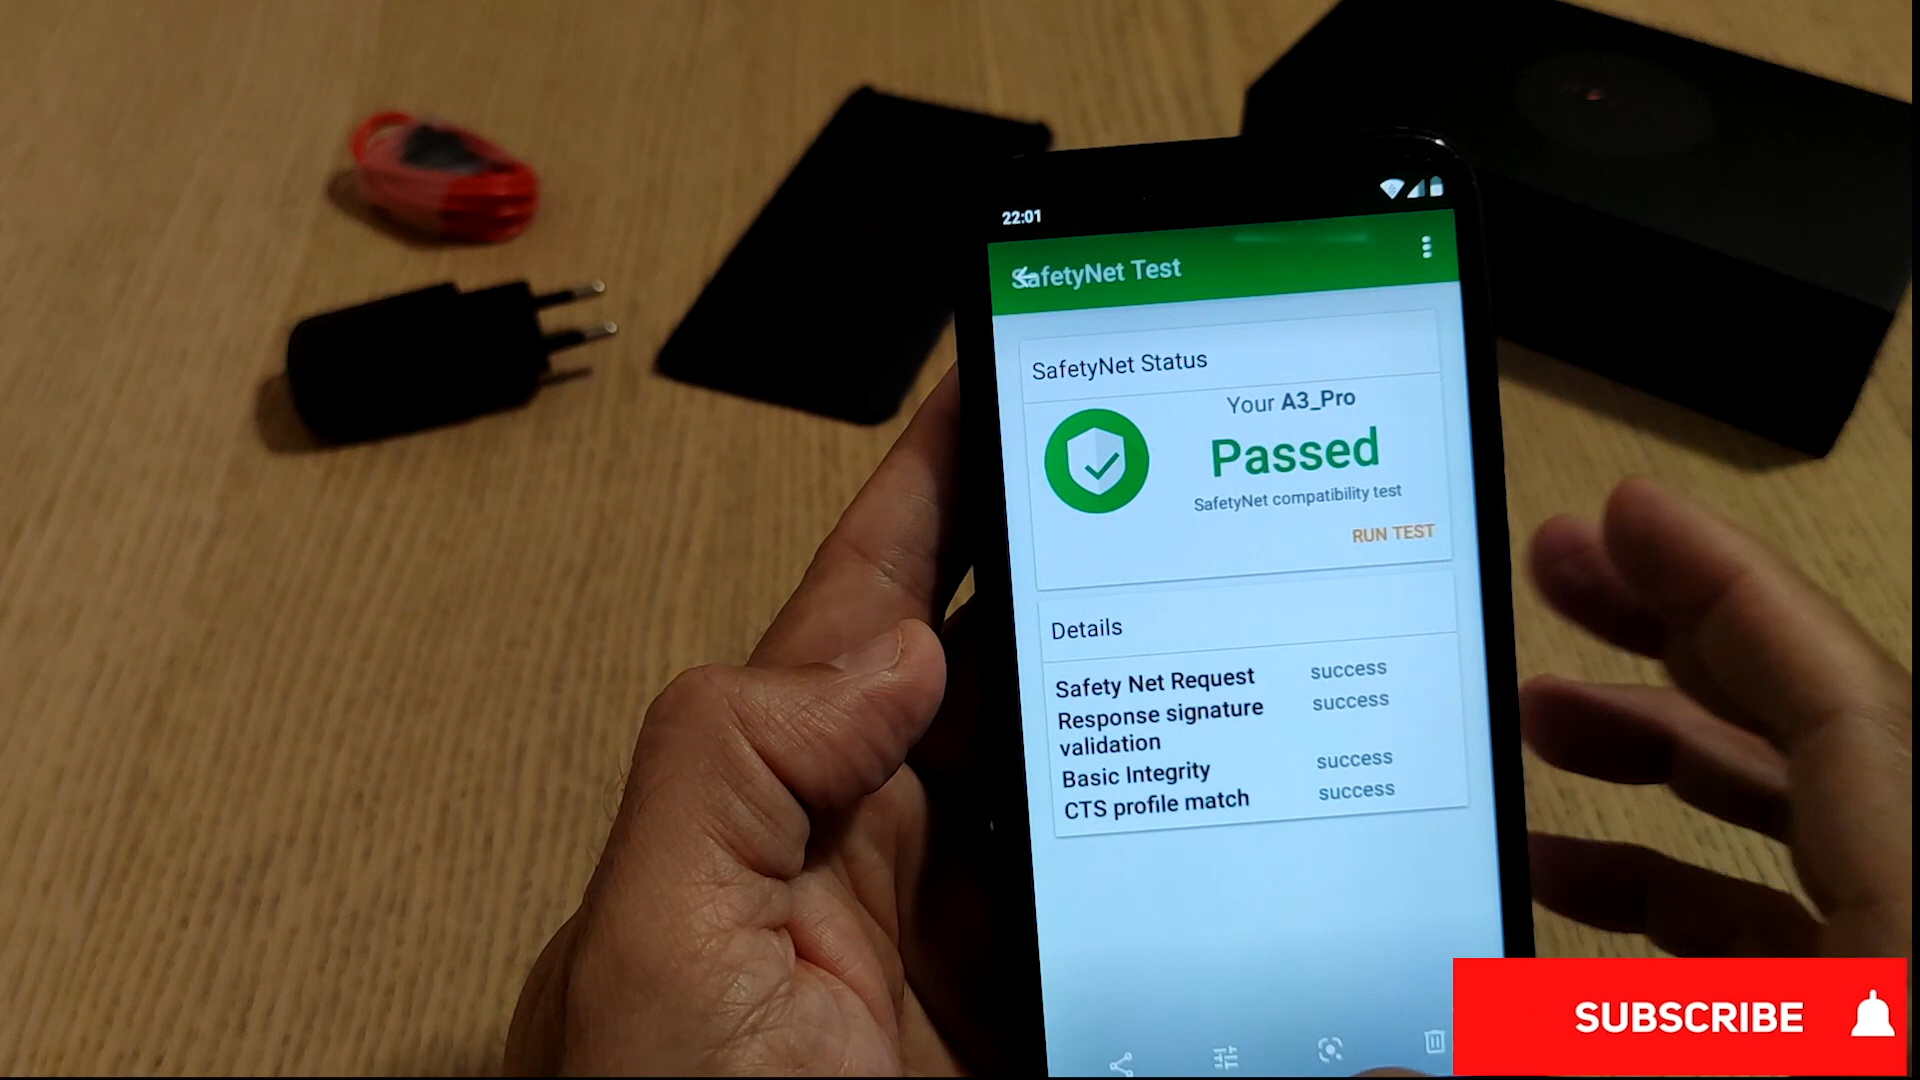 22:01
SafetyNet Test
SafetyNet Status
Your A3_Pro
Passed
SafetyNet compatibility test
RUN TEST
Details
Safety Net Request success
Response signature validation success
Basic Integrity success
CTS profile match success
SUBSCRIBE